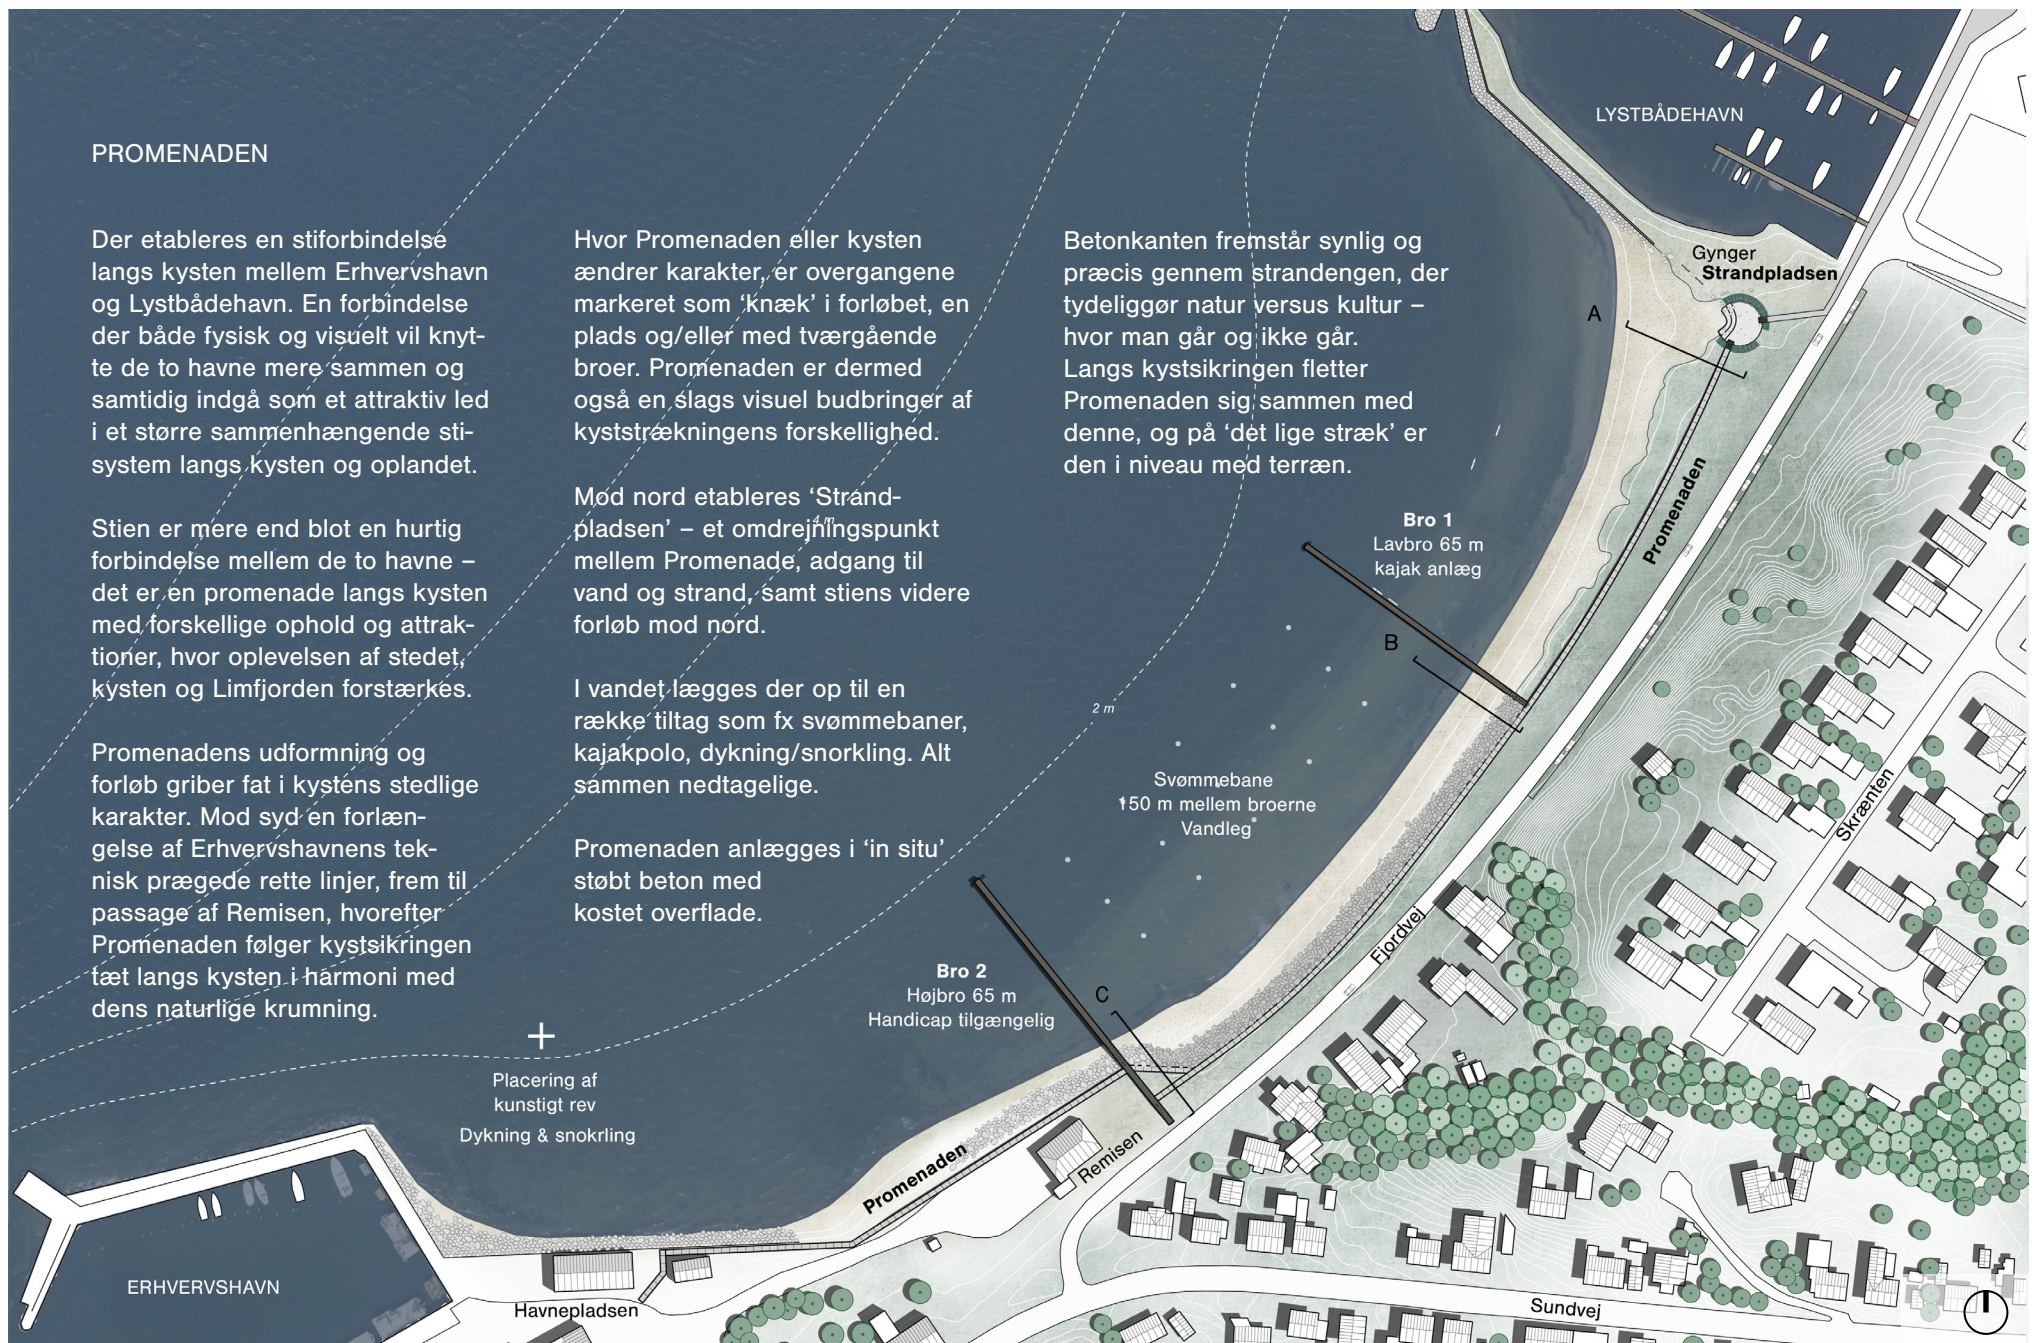 PROMENADEN
Der etableres en stiforbindelse
langs kysten mellem Erhvervshavn
og Lystbådehavn. En forbindelse
der både fysisk og visuelt vil knyt-
te de to havne mere sammen og
samtidig indgå som et attraktiv led
i et større sammenhængende sti-
system langs kysten og oplandet.
Stien er mere end blot en hurtig
forbindelse mellem de to havne –
det er en promenade langs kysten
med forskellige ophold og attrak-
tioner, hvor oplevelsen af stedet,
kysten og Limfjorden forstærkes.
Promenadens udformning og
forløb griber fat i kystens stedlige
karakter. Mod syd en forlæn-
gelse af Erhvervshavnens tek-
nisk prægede rette linjer, frem til
passage af Remisen, hvorefter
Promenaden følger kystsikringen
tæt langs kysten i harmoni med
dens naturlige krumning.
Hvor Promenaden eller kysten
ændrer karakter, er overgangene
markeret som ‘knæk’ i forløbet, en
plads og/eller med tværgående
broer. Promenaden er dermed
også en slags visuel budbringer af
kyststrækningens forskellighed.
Mod nord etableres ‘Strand-
pladsen’ – et omdrejningspunkt
mellem Promenade, adgang til
vand og strand, samt stiens videre
forløb mod nord.
I vandet lægges der op til en
række tiltag som fx svømmebaner,
kajakpolo, dykning/snorkling. Alt
sammen nedtagelige.
Promenaden anlægges i ‘in situ’
støbt beton med
kostet overflade.
Betonkanten fremstår synlig og
præcis gennem strandengen, der
tydeliggør natur versus kultur –
hvor man går og ikke går.
Langs kystsikringen fletter
Promenaden sig sammen med
denne, og på ‘det lige stræk’ er
den i niveau med terræn.
LYSTBÅDEHAVN
Gynger
Strandpladsen
A
Promenaden
Bro 1
Lavbro 65 m
kajak anlæg
B
4 m
2 m
Svømmebane
150 m mellem broerne
Vandleg
Skrænten
Fjordvej
Bro 2
Højbro 65 m
Handicap tilgængelig
C
Placering af
kunstigt rev
Dykning & snokrling
Promenaden
Remisen
ERHVERVSHAVN
Havnepladsen
Sundvej